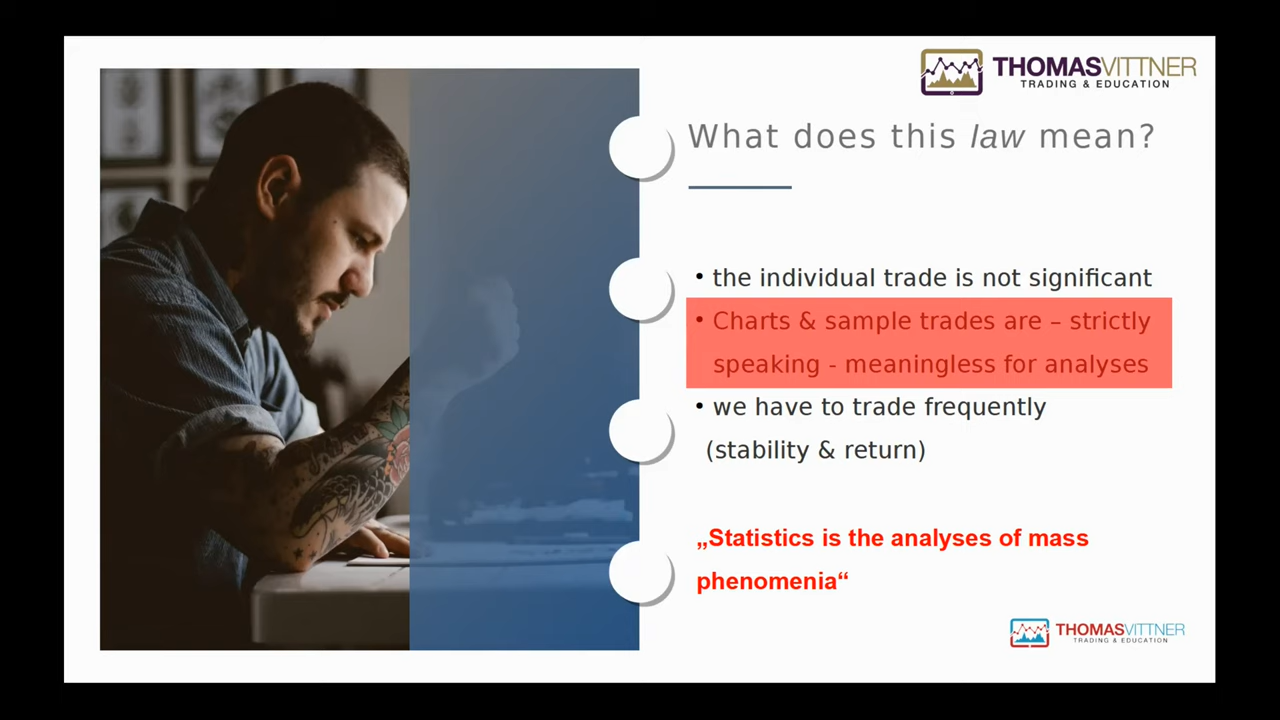 THOMASVITTNER
TRADING & EDUCATION
What does this law mean?
• the individual trade is not significant
• Charts & sample trades are – strictly
speaking - meaningless for analyses
• we have to trade frequently
(stability & return)
„Statistics is the analyses of mass
phenomenia“
THOMASVITTNER
TRADING & EDUCATION